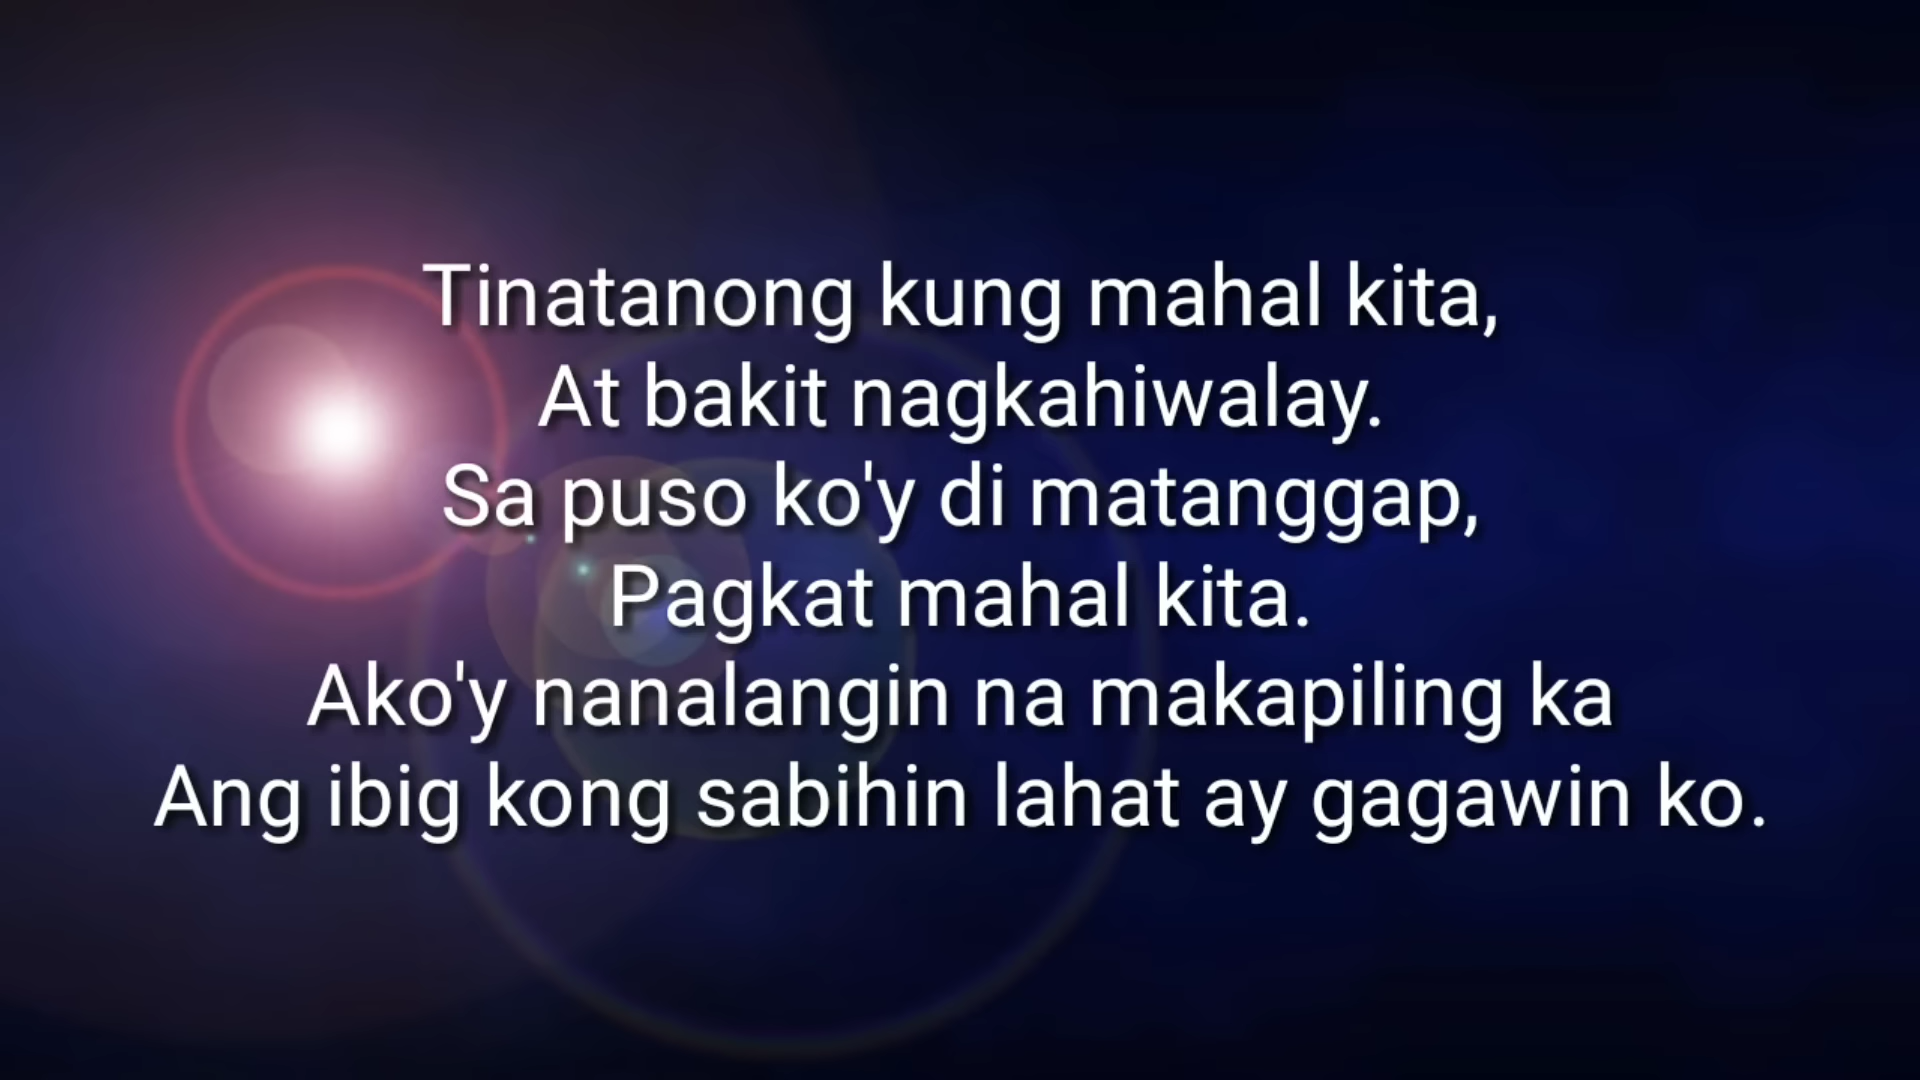 Tinatanong kung mahal kita,
At bakit nagkahiwalay.
Sa puso ko'y di matanggap,
Pagkat mahal kita.
Ako'y nanalangin na makapiling ka
Ang ibig kong sabihin lahat ay gagawin ko.